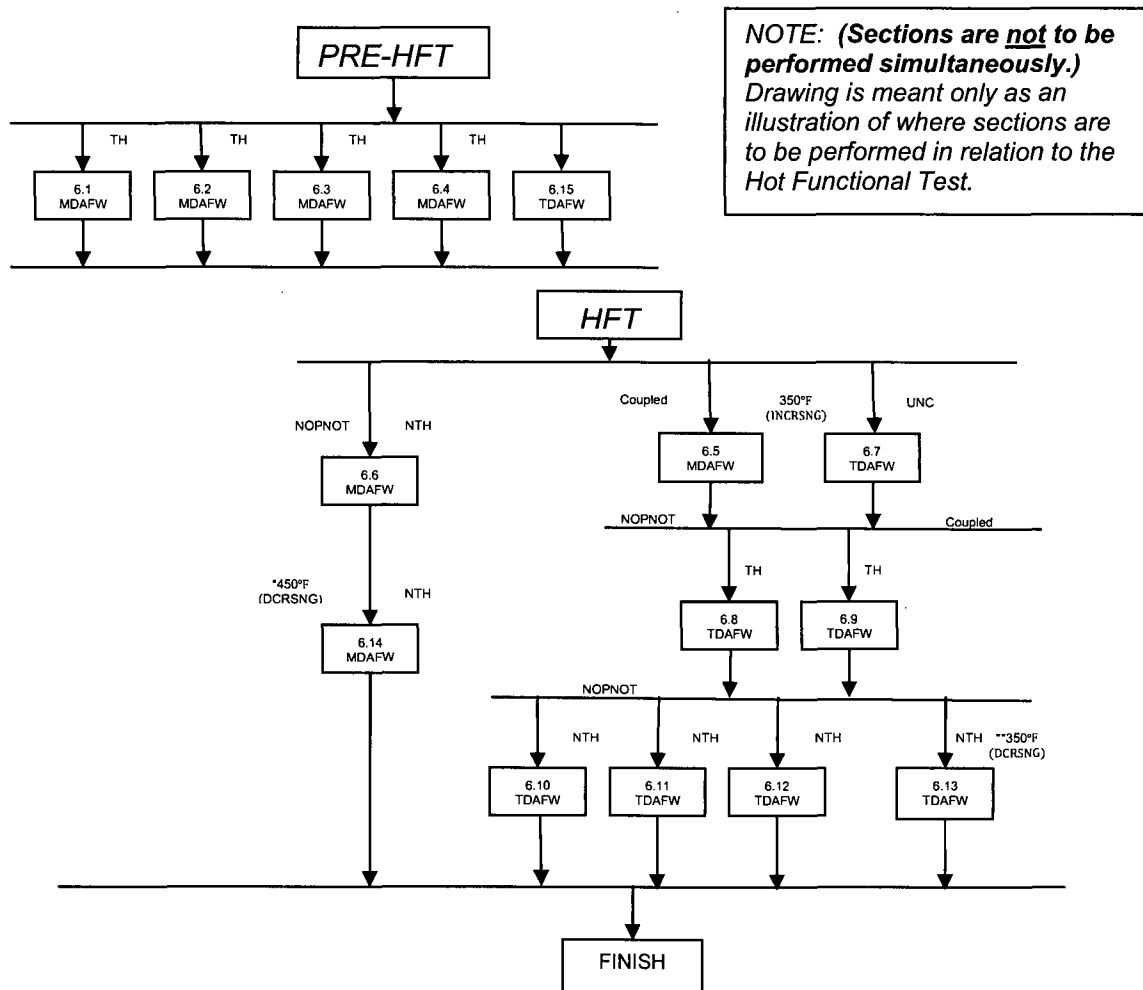 PRE-HFT
NOTE: (Sections are not to be
performed simultaneously.)
Drawing is meant only as an
illustration of where sections are
to be performed in relation to the
Hot Functional Test.
TH TH TH TH TH
6.1 6.2 6.3 6.4 6.15
MDAFW MDAFW MDAFW MDAFW TDAFW
HFT
Coupled 350°F UNC
(INCRSNG)
NOPNOT NTH
6.5 6.7
MDAFW TDAFW
6.6
MDAFW
NOPNOT Coupled
TH TH
*450°F NTH
(DCRSNG)
6.8 6.9
TDAFW TDAFW
6.14
MDAFW
NOPNOT
NTH NTH NTH NTH **350°F
(DCRSNG)
6.10 6.11 6.12 6.13
TDAFW TDAFW TDAFW TDAFW
FINISH